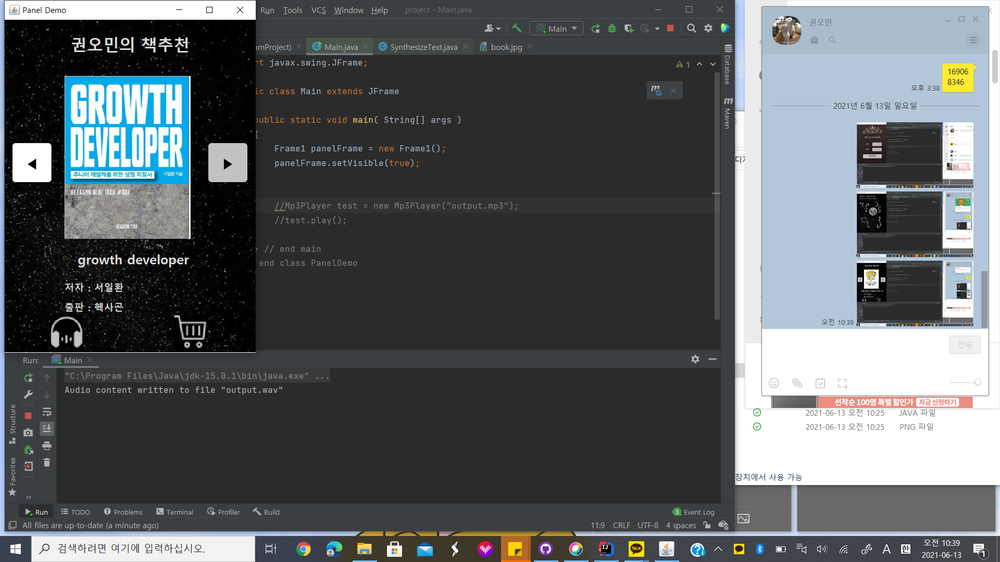 Panel Demo
권오민의 책추천
GROWTH
DEVELOPER
주니어 개발자를 위한 성장 지침서
서일환 지음
HEXAGON BLUE TECH #001
HEXAGON TECH
growth developer
저자 : 서일환
출판 : 헥사곤
Run Tools VCS Window Help project - Main.java
Main
amProject) Main.java SynthesizeText.java book.jpg
rt javax.swing.JFrame;
1
ic class Main extends JFrame
public static void main( String[] args )
{
Frame1 panelFrame = new Frame1();
panelFrame.setVisible(true);
//Mp3Player test = new Mp3Player("output.mp3");
//test.play();
// end main
end class PanelDemo
Database
Maven
Run: Main
"C:\Program Files\Java\jdk-15.0.1\bin\java.exe" ...
Audio content written to file "output.wav"
Structure
Favorites
Run TODO Problems Terminal Profiler Build
3 Event Log
All files are up-to-date (a minute ago)
11:9 CRLF UTF-8 4 spaces
권오민
16906
8346
오후 3:38
2021년 6월 13일 일요일
권오민의 책추천
오전 10:39
전송
선착순 100명 특별 할인가 지금 신청하기
2021-06-13 오전 10:25 JAVA 파일
2021-06-13 오전 10:25 PNG 파일
장치에서 사용 가능
검색하려면 여기에 입력하십시오.
TALK
A
한
오전 10:39
2021-06-13
1